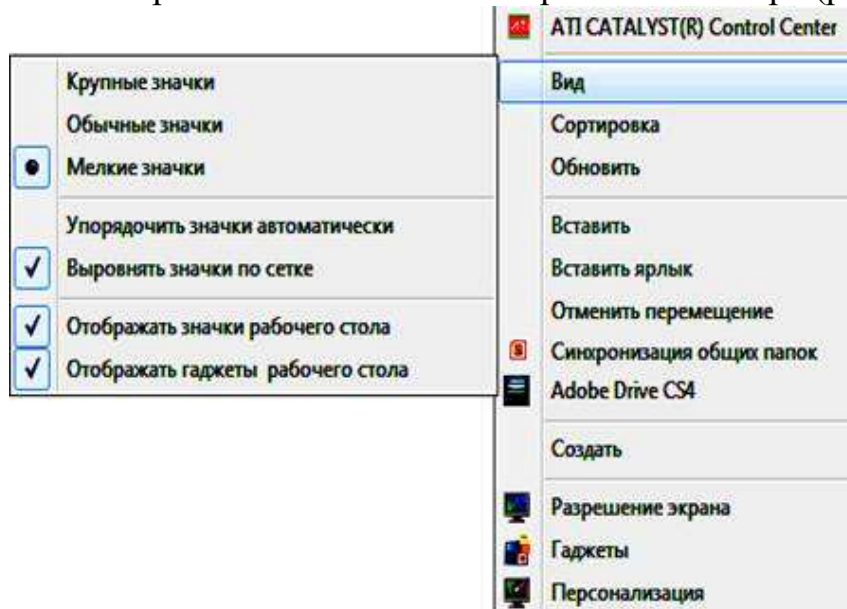 ATI CATALYST(R) Control Center
Вид
Сортировка
Обновить
Вставить
Вставить ярлык
Отменить перемещение
Синхронизация общих папок
Adobe Drive CS4
Создать
Разрешение экрана
Гаджеты
Персонализация
Крупные значки
Обычные значки
Мелкие значки
Упорядочить значки автоматически
Выровнять значки по сетке
Отображать значки рабочего стола
Отображать гаджеты рабочего стола